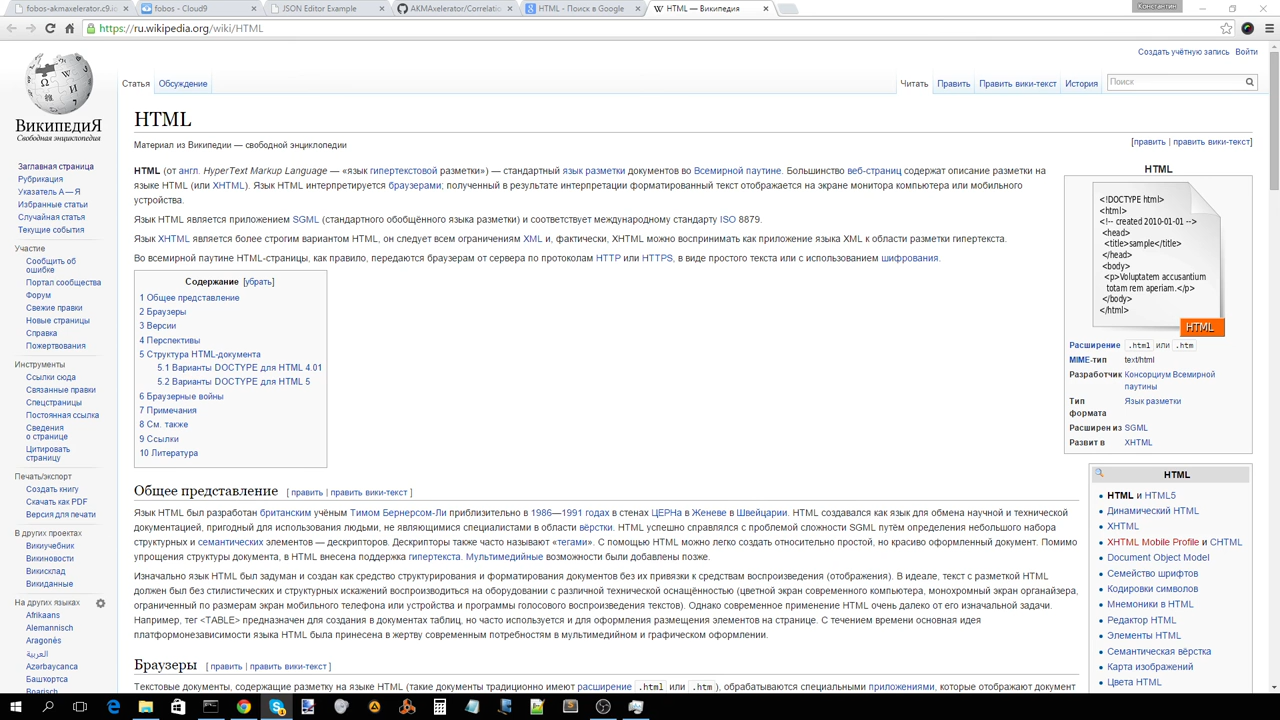 fobos-akmaxelerator.c9.io
fobos - Cloud9
JSON Editor Example
AKMAxelerator/Correlatio
HTML - Поиск в Google
HTML — Википедия
Константин
https://ru.wikipedia.org/wiki/HTML
Создать учётную запись Войти
Статья Обсуждение
Читать Править Править вики-текст История Поиск
ВикипедиЯ
Свободная энциклопедия
Заглавная страница
Рубрикация
Указатель А — Я
Избранные статьи
Случайная статья
Текущие события
Участие
Сообщить об
ошибке
Портал сообщества
Форум
Свежие правки
Новые страницы
Справка
Пожертвования
Инструменты
Ссылки сюда
Связанные правки
Спецстраницы
Постоянная ссылка
Сведения
о странице
Цитировать
страницу
Печать/экспорт
Создать книгу
Скачать как PDF
Версия для печати
В других проектах
Викиучебник
Викиновости
Викисклад
Викиданные
На других языках
Afrikaans
Alemannisch
Aragonés
العربية
Azərbaycanca
Башҡортса
Boarisch
HTML
Материал из Википедии — свободной энциклопедии
[править | править вики-текст]
HTML (от англ. HyperText Markup Language — «язык гипертекстовой разметки») — стандартный язык разметки документов во Всемирной паутине. Большинство веб-страниц содержат описание разметки на
языке HTML (или XHTML). Язык HTML интерпретируется браузерами; полученный в результате интерпретации форматированный текст отображается на экране монитора компьютера или мобильного
устройства.
Язык HTML является приложением SGML (стандартного обобщённого языка разметки) и соответствует международному стандарту ISO 8879.
Язык XHTML является более строгим вариантом HTML, он следует всем ограничениям XML и, фактически, XHTML можно воспринимать как приложение языка XML к области разметки гипертекста.
Во всемирной паутине HTML-страницы, как правило, передаются браузерам от сервера по протоколам HTTP или HTTPS, в виде простого текста или с использованием шифрования.
Содержание [убрать]
1 Общее представление
2 Браузеры
3 Версии
4 Перспективы
5 Структура HTML-документа
5.1 Варианты DOCTYPE для HTML 4.01
5.2 Варианты DOCTYPE для HTML 5
6 Браузерные войны
7 Примечания
8 См. также
9 Ссылки
10 Литература
Общее представление [ править | править вики-текст ]
Язык HTML был разработан британским учёным Тимом Бернерсом-Ли приблизительно в 1986—1991 годах в стенах ЦЕРНа в Женеве в Швейцарии. HTML создавался как язык для обмена научной и технической
документацией, пригодный для использования людьми, не являющимися специалистами в области вёрстки. HTML успешно справлялся с проблемой сложности SGML путём определения небольшого набора
структурных и семантических элементов — дескрипторов. Дескрипторы также часто называют «тегами». С помощью HTML можно легко создать относительно простой, но красиво оформленный документ. Помимо
упрощения структуры документа, в HTML внесена поддержка гипертекста. Мультимедийные возможности были добавлены позже.
Изначально язык HTML был задуман и создан как средство структурирования и форматирования документов без их привязки к средствам воспроизведения (отображения). В идеале, текст с разметкой HTML
должен был без стилистических и структурных искажений воспроизводиться на оборудовании с различной технической оснащённостью (цветной экран современного компьютера, монохромный экран органайзера,
ограниченный по размерам экран мобильного телефона или устройства и программы голосового воспроизведения текстов). Однако современное применение HTML очень далеко от его изначальной задачи.
Например, тег <TABLE> предназначен для создания в документах таблиц, но часто используется и для оформления размещения элементов на странице. С течением времени основная идея
платформонезависимости языка HTML была принесена в жертву современным потребностям в мультимедийном и графическом оформлении.
Браузеры [ править | править вики-текст ]
Текстовые документы, содержащие разметку на языке HTML (такие документы традиционно имеют расширение .html или .htm), обрабатываются специальными приложениями, которые отображают документ
HTML
<!DOCTYPE html>
<html>
<!-- created 2010-01-01 -->
<head>
<title>sample</title>
</head>
<body>
<p>Voluptatem accusantium
totam rem aperiam.</p>
</body>
</html>
HTML
Расширение .html или .htm
MIME-тип text/html
Разработчик Консорциум Всемирной
паутины
Тип Язык разметки
формата
Расширен из SGML
Развит в XHTML
HTML
HTML и HTML5
Динамический HTML
XHTML
XHTML Mobile Profile и CHTML
Document Object Model
Семейство шрифтов
Кодировки символов
Мнемоники в HTML
Редактор HTML
Элементы HTML
Семантическая вёрстка
Карта изображений
Цвета HTML